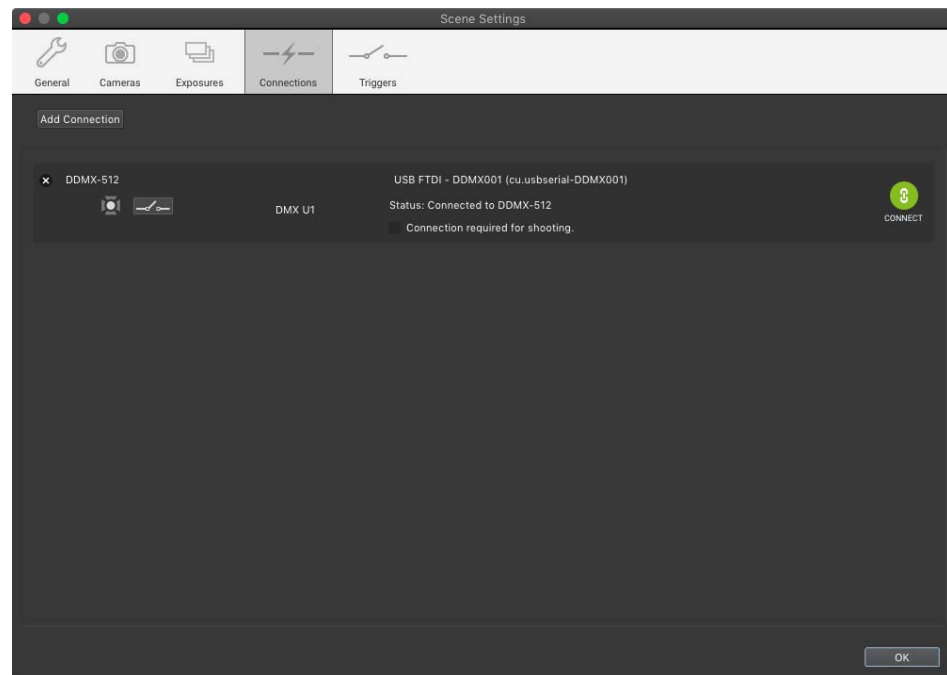 Scene Settings
General
Cameras
Exposures
Connections
Triggers
Add Connection
DDMX-512
USB FTDI - DDMX001 (cu.usbserial-DDMX001)
DMX U1
Status: Connected to DDMX-512
Connection required for shooting.
CONNECT
OK